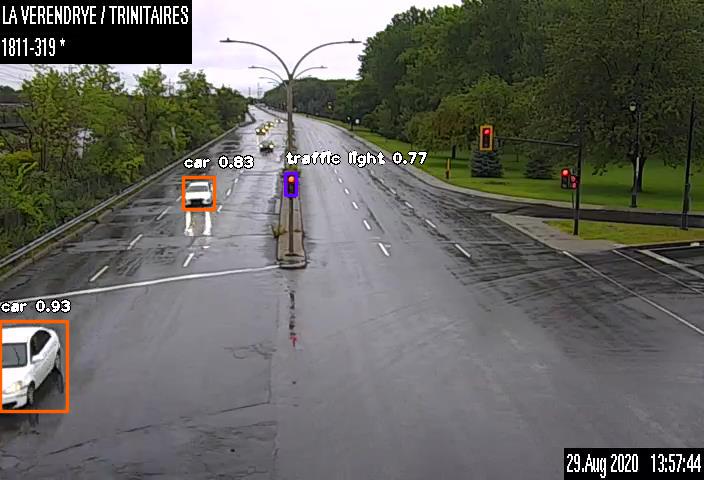 LA VERENDRYE / TRINITAIRES
1811-319 *
car 0.83
traffic light 0.77
car 0.93
29.Aug 2020 13:57:44